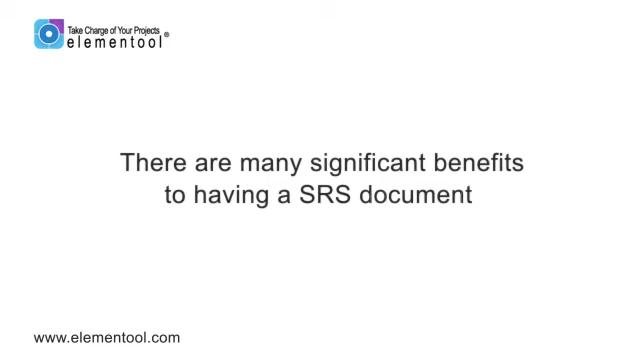 Take Charge of Your Projects
elementool®
There are many significant benefits
to having a SRS document
www.elementool.com